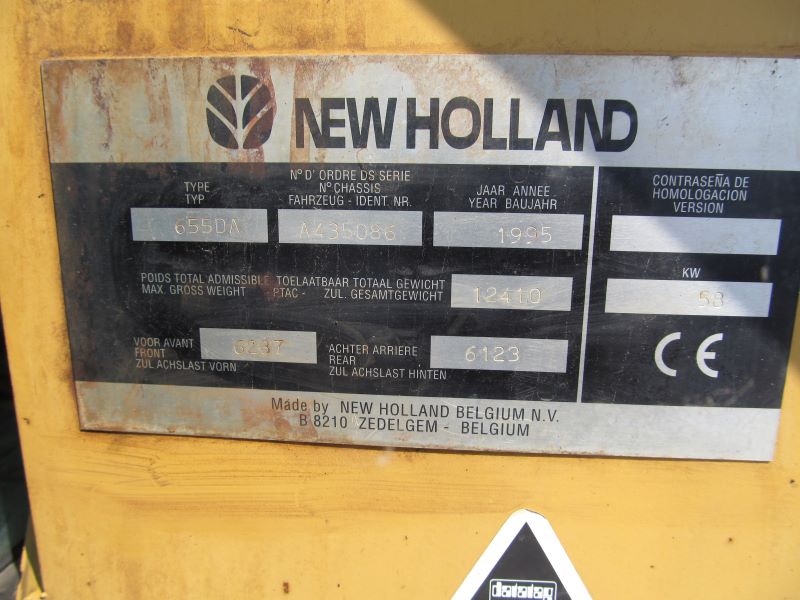 NEW HOLLAND
TYPE
TYP
N° D' ORDRE DS SERIE
N° CHASSIS
FAHRZEUG - IDENT. NR.
JAAR ANNEE
YEAR BAUJAHR
CONTRASEÑA DE
HOMOLOGACION
VERSION
655DA
A435086
1995
POIDS TOTAL ADMISSIBLE TOELAATBAAR TOTAAL GEWICHT
MAX. GROSS WEIGHT PTAC - ZUL. GESAMTGEWICHT
12410
KW
58
VOOR AVANT
FRONT
ZUL ACHSLAST VORN
6287
ACHTER ARRIERE
REAR
ZUL ACHSLAST HINTEN
6123
CE
Made by NEW HOLLAND BELGIUM N.V.
B 8210 ZEDELGEM - BELGIUM
datatag